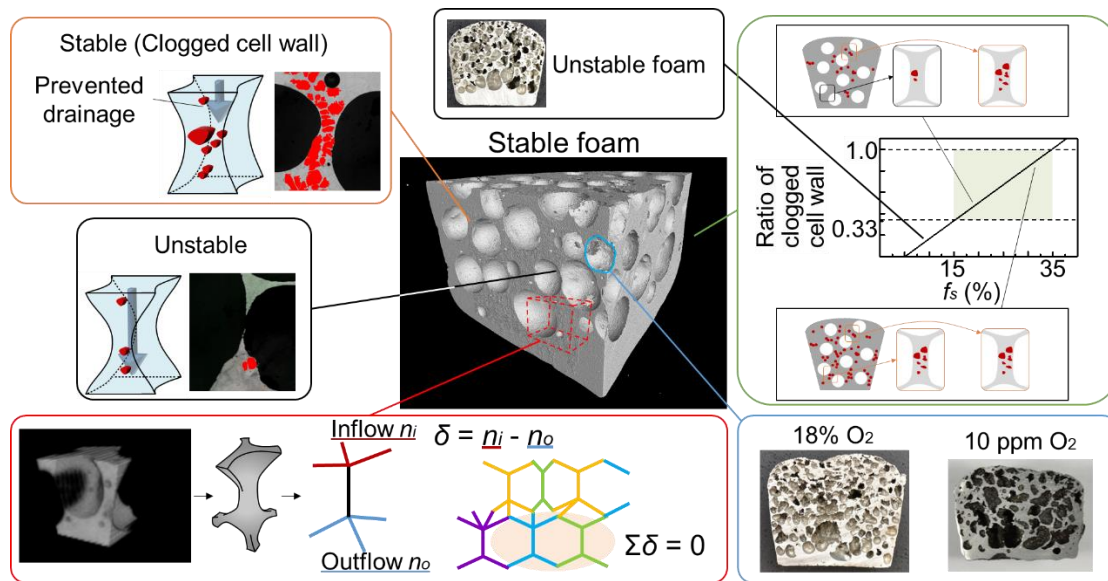 Stable (Clogged cell wall)
Prevented
drainage
Unstable foam
Stable foam
Unstable
Ratio of
clogged
cell wall
1.0
0.33
15
35
fs (%)
Inflow ni
δ = ni - no
Outflow no
Σδ = 0
18% O2
10 ppm O2